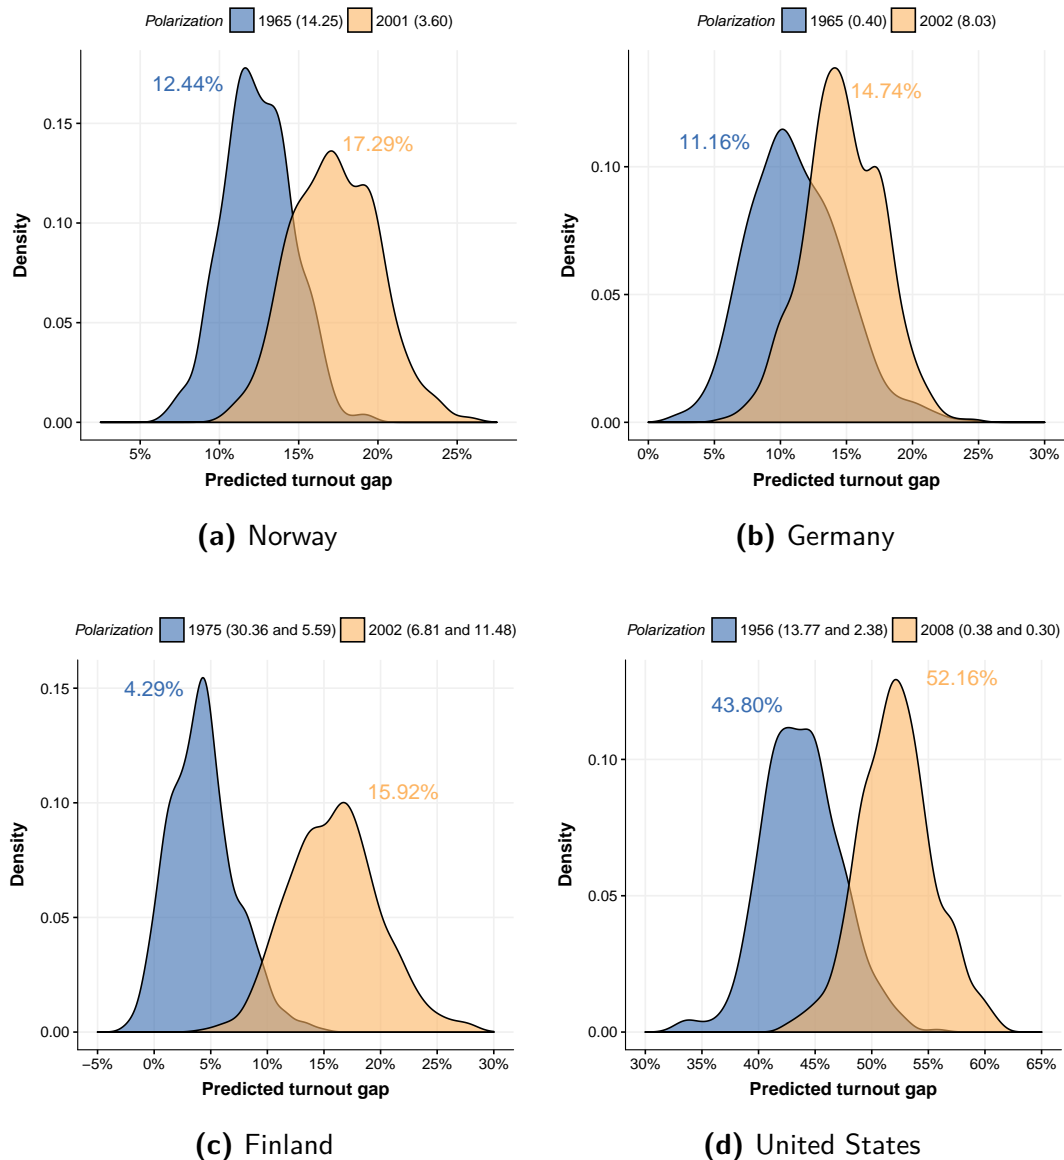 Polarization 1965 (14.25) 2001 (3.60)
12.44%
17.29%
0.15
0.10
0.05
0.00
Density
5% 10% 15% 20% 25%
Predicted turnout gap
(a) Norway
Polarization 1965 (0.40) 2002 (8.03)
14.74%
11.16%
0.10
0.05
0.00
Density
0% 5% 10% 15% 20% 25% 30%
Predicted turnout gap
(b) Germany
Polarization 1975 (30.36 and 5.59) 2002 (6.81 and 11.48)
4.29%
15.92%
0.15
0.10
0.05
0.00
Density
−5% 0% 5% 10% 15% 20% 25% 30%
Predicted turnout gap
(c) Finland
Polarization 1956 (13.77 and 2.38) 2008 (0.38 and 0.30)
52.16%
43.80%
0.10
0.05
0.00
Density
30% 35% 40% 45% 50% 55% 60% 65%
Predicted turnout gap
(d) United States